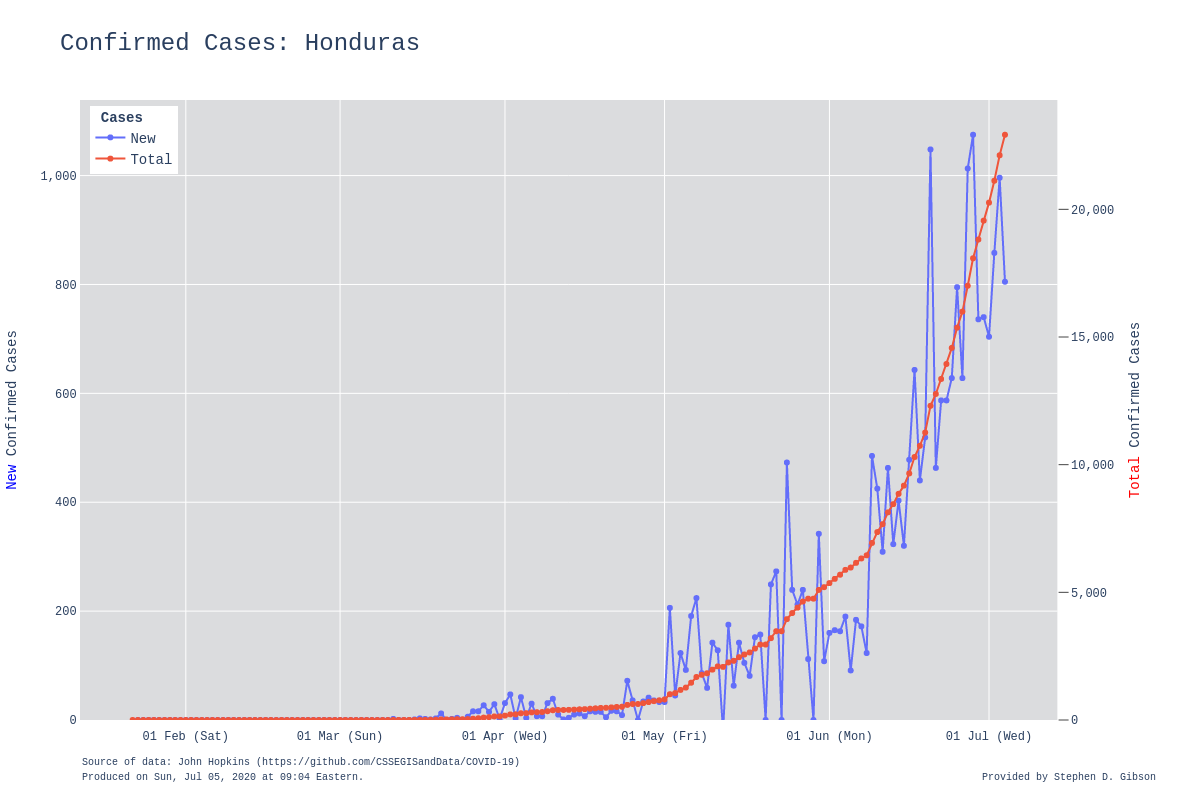 Confirmed Cases: Honduras
Cases
New
Total
1,000
800
600
400
200
0
20,000
15,000
10,000
5,000
0
New Confirmed Cases
Total Confirmed Cases
01 Feb (Sat)
01 Mar (Sun)
01 Apr (Wed)
01 May (Fri)
01 Jun (Mon)
01 Jul (Wed)
Source of data: John Hopkins (https://github.com/CSSEGISandData/COVID-19)
Produced on Sun, Jul 05, 2020 at 09:04 Eastern.
Provided by Stephen D. Gibson